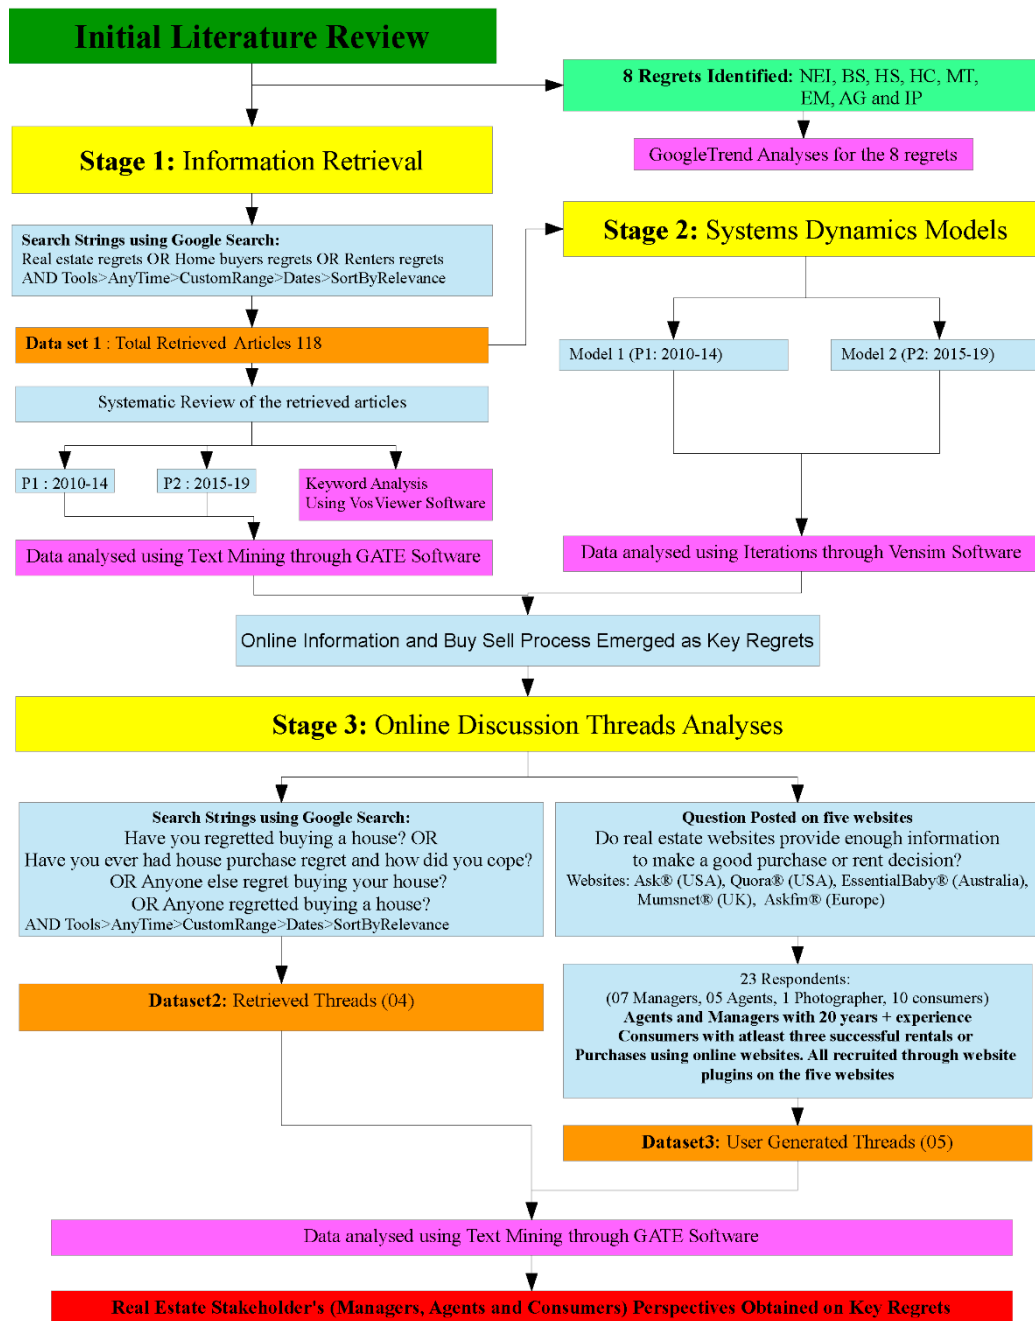 Initial Literature Review
8 Regrets Identified: NEI, BS, HS, HC, MT,
EM, AG and IP
GoogleTrend Analyses for the 8 regrets
Stage 1: Information Retrieval
Search Strings using Google Search:
Real estate regrets OR Home buyers regrets OR Renters regrets
AND Tools>AnyTime>CustomRange>Dates>SortByRelevance
Stage 2: Systems Dynamics Models
Data set 1 : Total Retrieved Articles 118
Model 1 (P1: 2010-14)
Model 2 (P2: 2015-19)
Systematic Review of the retrieved articles
P1 : 2010-14
P2 : 2015-19
Keyword Analysis
Using VosViewer Software
Data analysed using Text Mining through GATE Software
Data analysed using Iterations through Vensim Software
Online Information and Buy Sell Process Emerged as Key Regrets
Stage 3: Online Discussion Threads Analyses
Search Strings using Google Search:
Have you regretted buying a house? OR
Have you ever had house purchase regret and how did you cope?
OR Anyone else regret buying your house?
OR Anyone regretted buying a house?
AND Tools>AnyTime>CustomRange>Dates>SortByRelevance
Question Posted on five websites
Do real estate websites provide enough information
to make a good purchase or rent decision?
Websites: Ask® (USA), Quora® (USA), EssentialBaby® (Australia),
Mumsnet® (UK), Askfm® (Europe)
Dataset2: Retrieved Threads (04)
23 Respondents:
(07 Managers, 05 Agents, 1 Photographer, 10 consumers)
Agents and Managers with 20 years + experience
Consumers with atleast three successful rentals or
Purchases using online websites. All recruited through website
plugins on the five websites
Dataset3: User Generated Threads (05)
Data analysed using Text Mining through GATE Software
Real Estate Stakeholder's (Managers, Agents and Consumers) Perspectives Obtained on Key Regrets